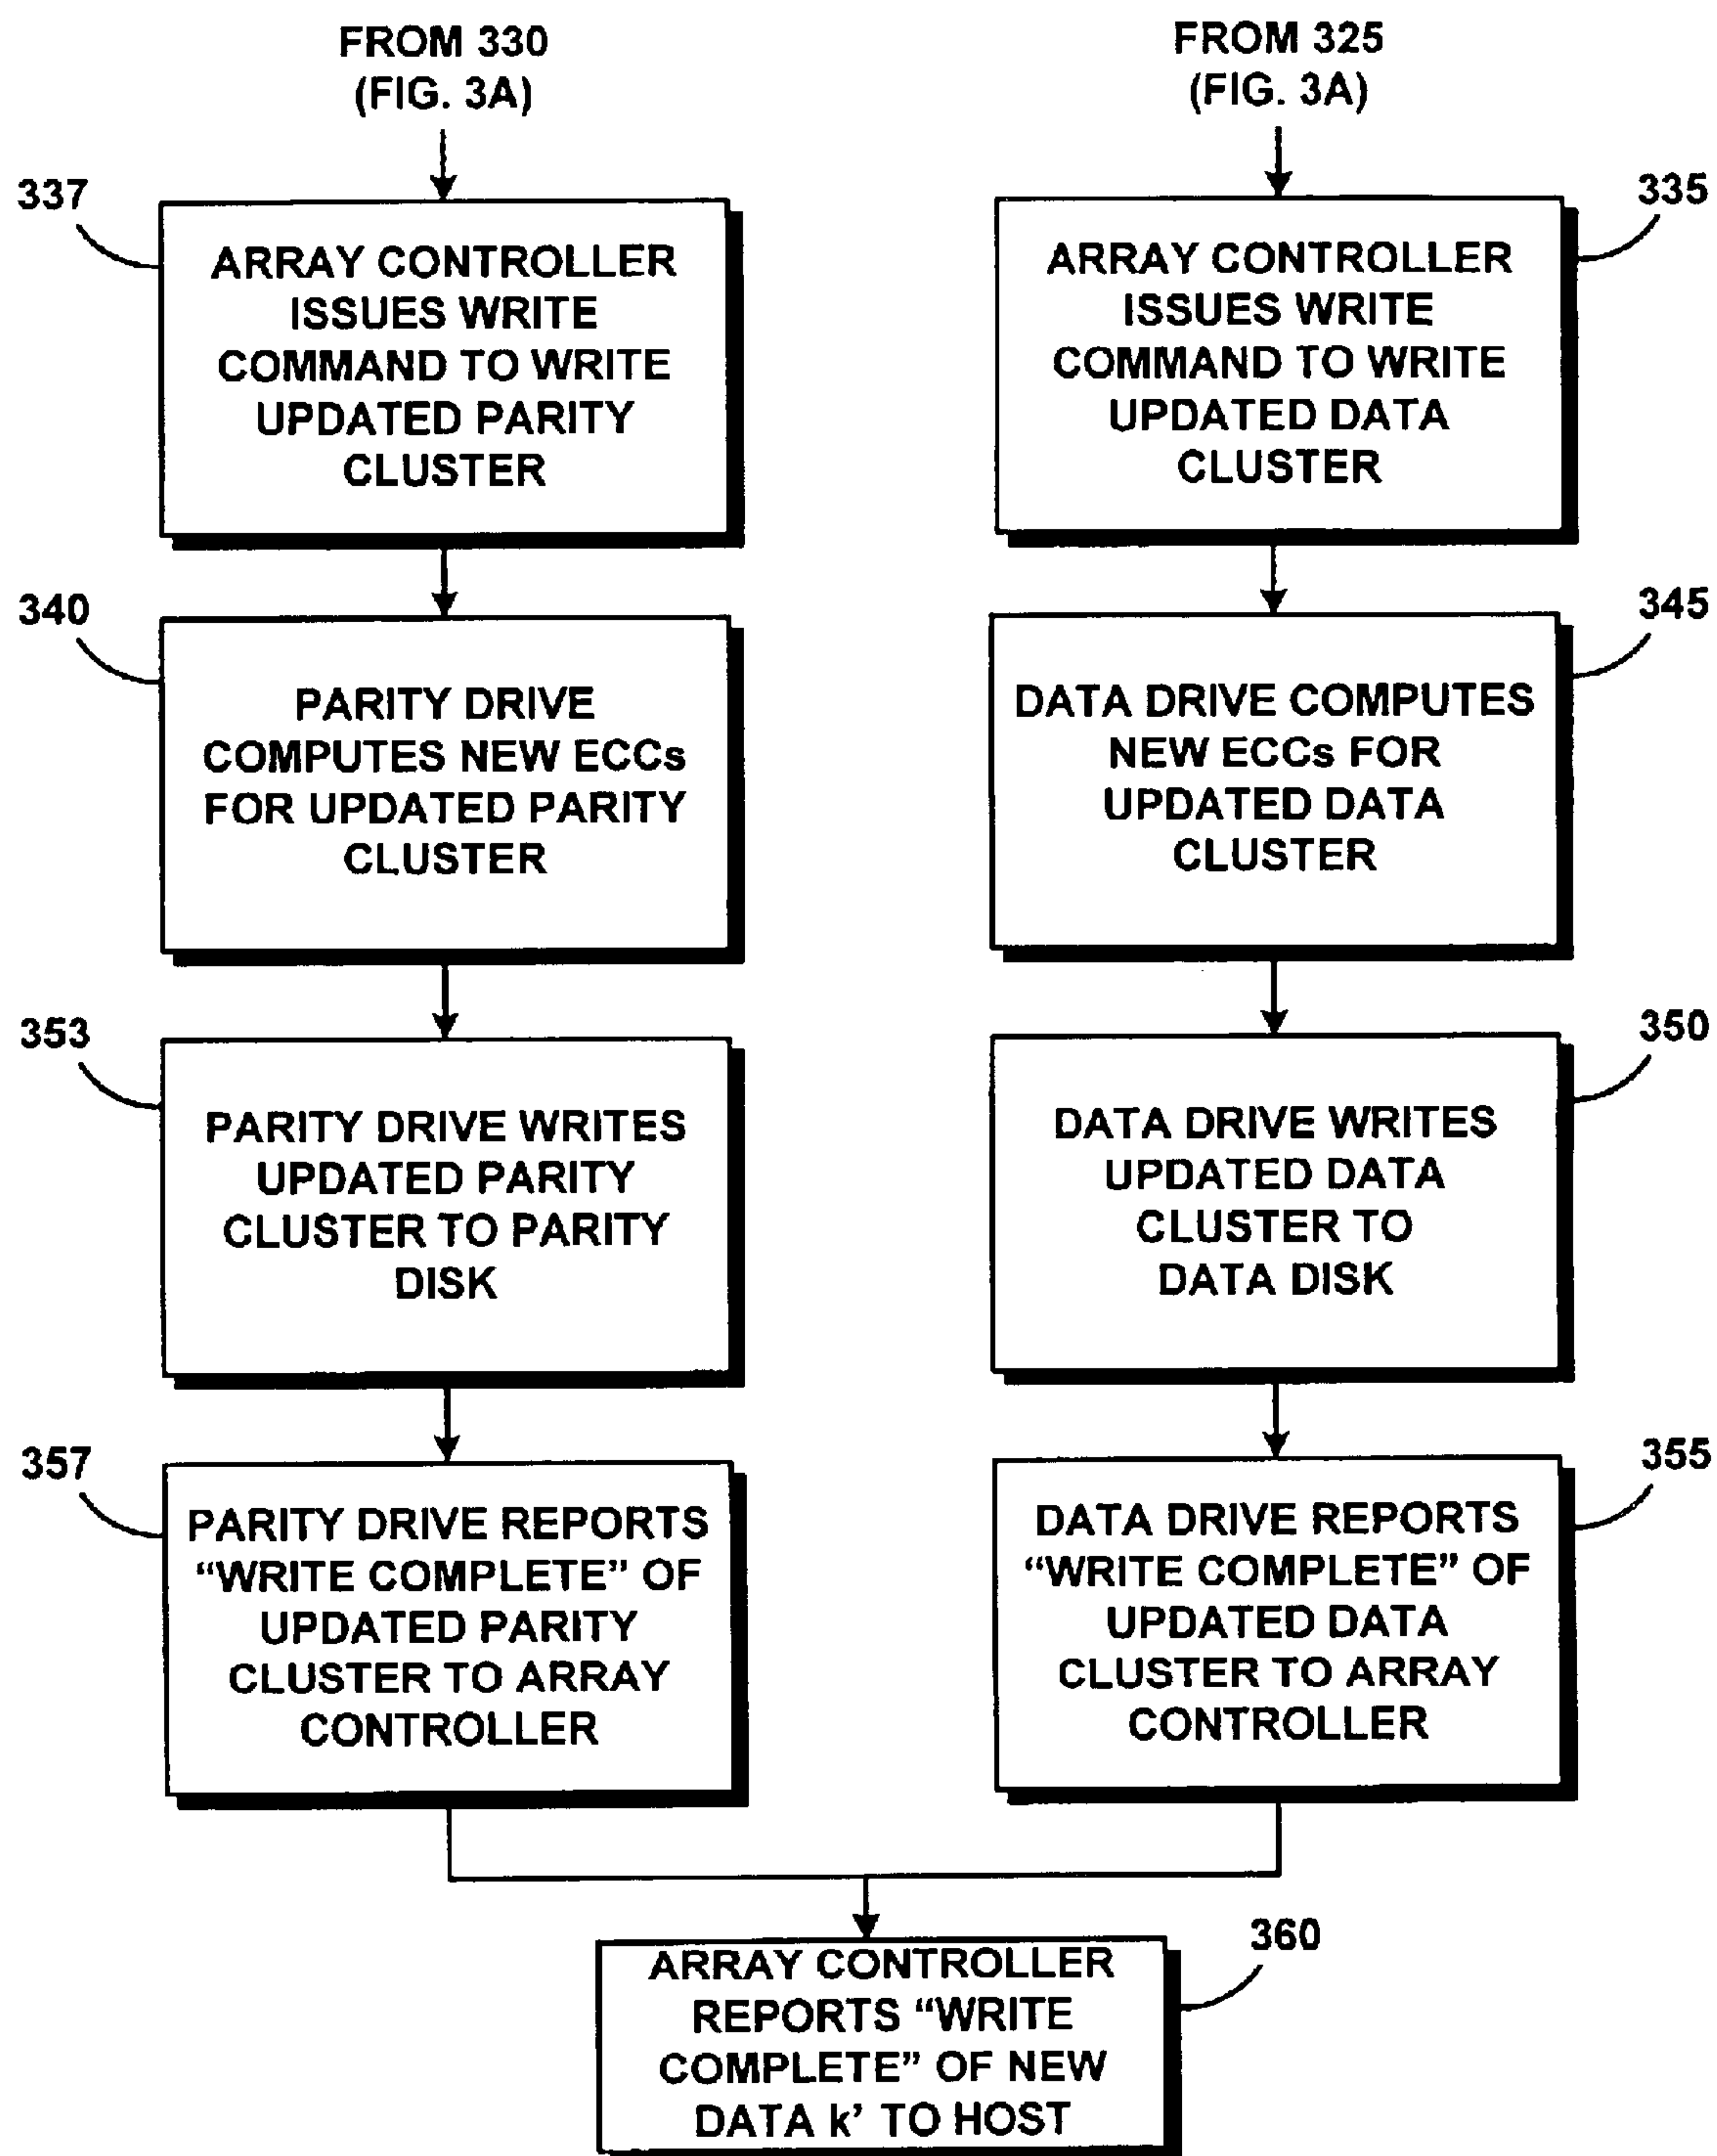 FROM 330
(FIG. 3A)
337
ARRAY CONTROLLER
ISSUES WRITE
COMMAND TO WRITE
UPDATED PARITY
CLUSTER
340
PARITY DRIVE
COMPUTES NEW ECCs
FOR UPDATED PARITY
CLUSTER
353
PARITY DRIVE WRITES
UPDATED PARITY
CLUSTER TO PARITY
DISK
357
PARITY DRIVE REPORTS
“WRITE COMPLETE” OF
UPDATED PARITY
CLUSTER TO ARRAY
CONTROLLER
FROM 325
(FIG. 3A)
335
ARRAY CONTROLLER
ISSUES WRITE
COMMAND TO WRITE
UPDATED DATA
CLUSTER
345
DATA DRIVE COMPUTES
NEW ECCs FOR
UPDATED DATA
CLUSTER
350
DATA DRIVE WRITES
UPDATED DATA
CLUSTER TO
DATA DISK
355
DATA DRIVE REPORTS
“WRITE COMPLETE” OF
UPDATED DATA
CLUSTER TO ARRAY
CONTROLLER
360
ARRAY CONTROLLER
REPORTS “WRITE
COMPLETE” OF NEW
DATA k’ TO HOST